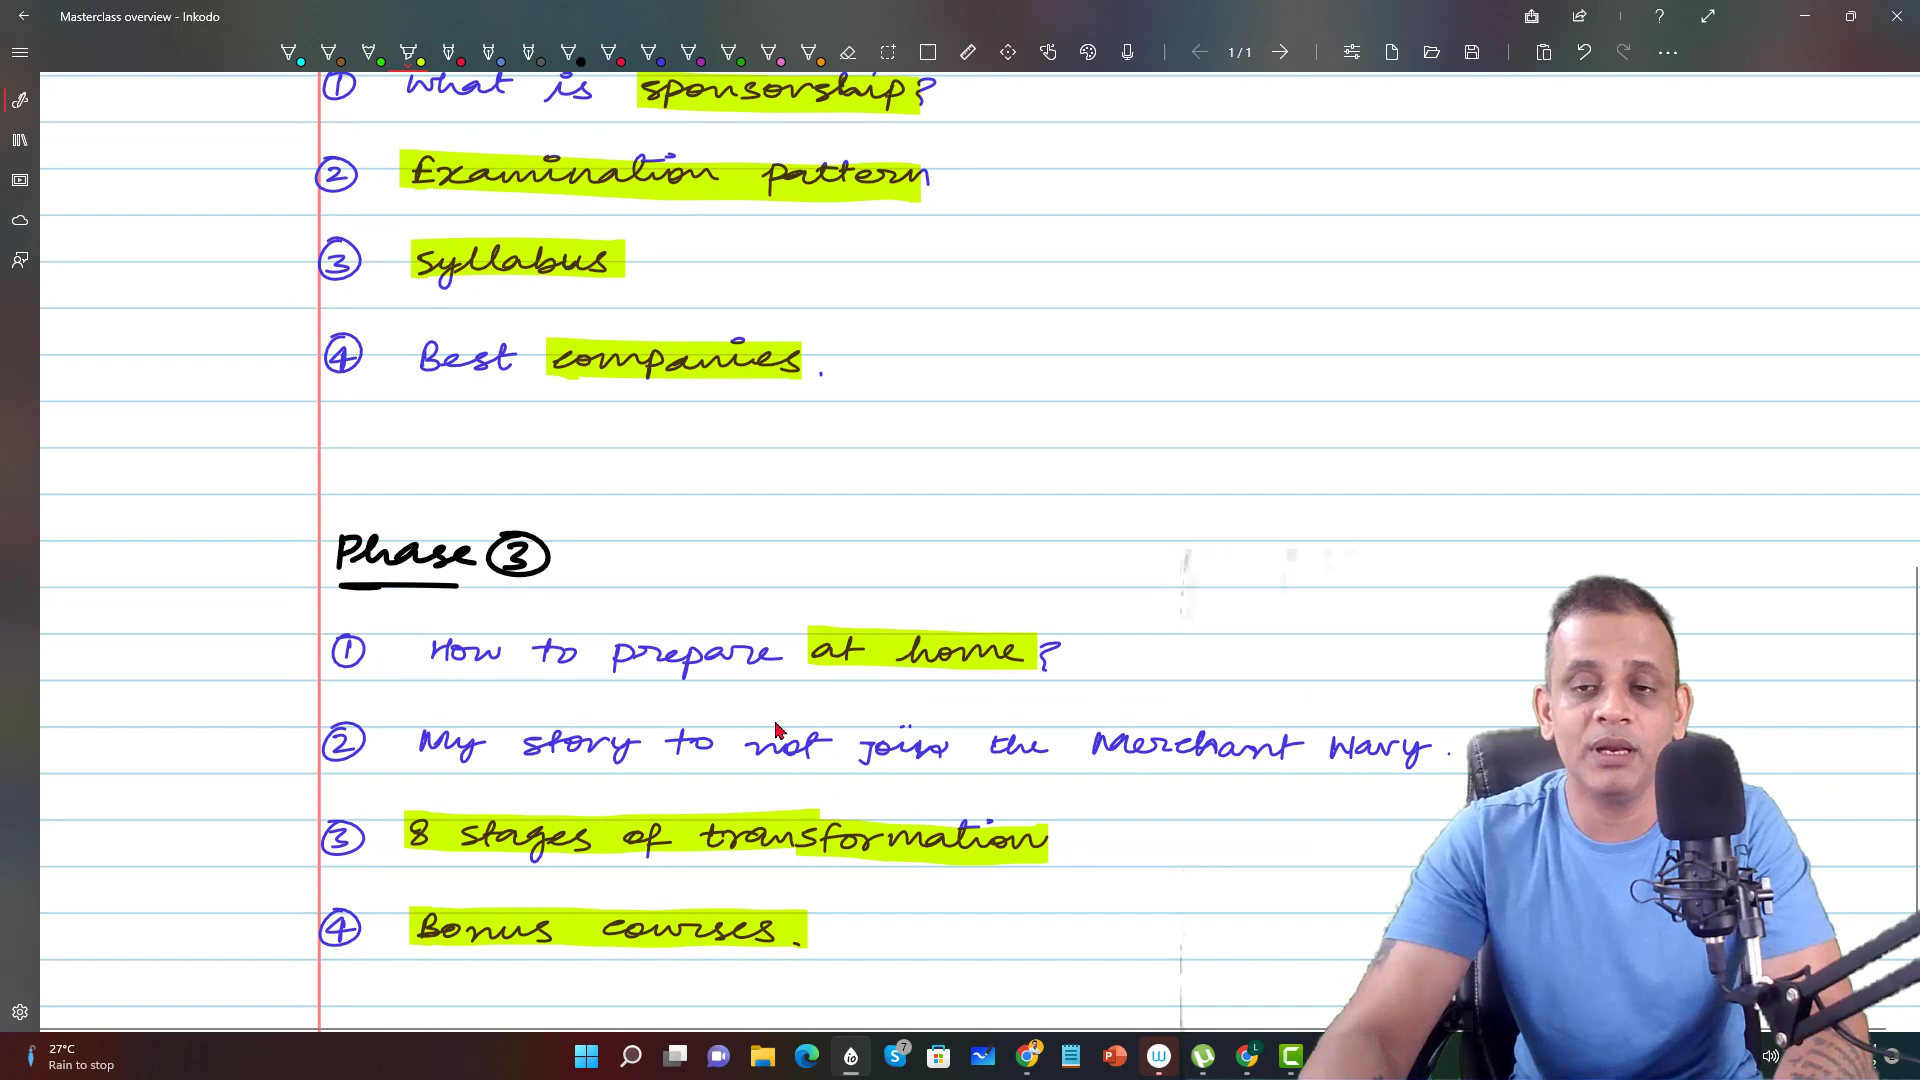 Masterclass overview - Inkodo
1 / 1
① What is sponsorship?
② Examination pattern
③ syllabus
④ Best companies.
Phase ③
① How to prepare at home?
② My story to not join the Merchant Navy.
③ 8 stages of transformation
④ Bonus courses.
27°C
Rain to stop
7